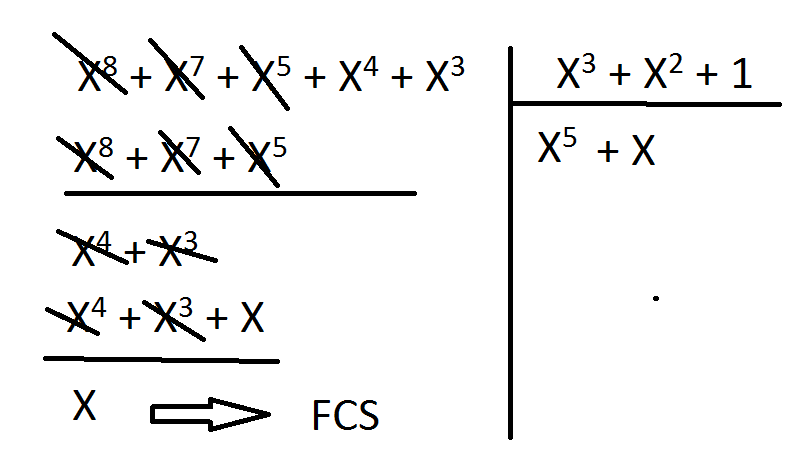 X⁸ + X⁷ + X⁵ + X⁴ + X³
X³ + X² + 1
X⁸ + X⁷ + X⁵
X⁵ + X
X⁴ + X³
X⁴ + X³ + X
X
FCS